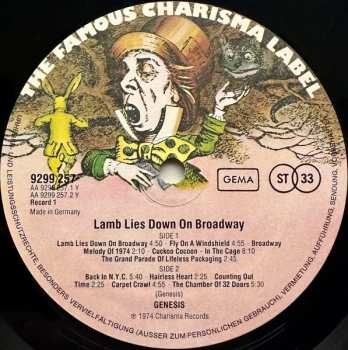 THE FAMOUS CHARISMA LABEL
9299 257
AA 9299 257.1 Y
AA 9299 257.2 Y
Record 1
Made in Germany
GEMA
ST 33
Lamb Lies Down On Broadway
SIDE 1
Lamb Lies Down On Broadway 4:50 · Fly On A Windshield 4:50 · Broadway
Melody Of 1974 2:10 · Cuckoo Cocoon · In The Cage 8:10
The Grand Parade Of Lifeless Packaging 2:45
SIDE 2
Back In N.Y.C. 5:40 · Hairless Heart 2:25 · Counting Out
Time 2:25 · Carpet Crawl 4:50 · The Chamber Of 32 Doors 5:30
(Genesis)
GENESIS
℗ 1974 Charisma Records
UND LEISTUNGSSCHUTZRECHTE, BESONDERS VERVIELFÄLTIGUNG (AUSSER ZUM PERSÖNLICHEN GEBRAUCH), VERMIETUNG, AUFFÜHRUNG, SENDUNG